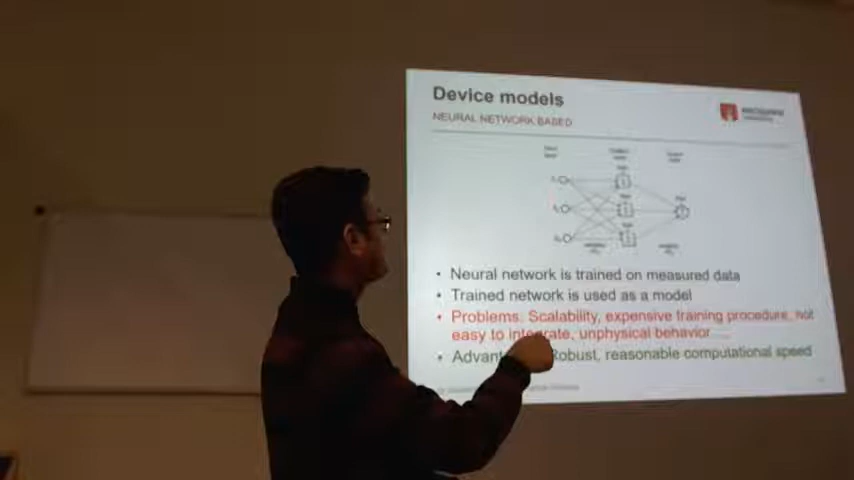 Device models
NEURAL NETWORK BASED
• Neural network is trained on measured data
• Trained network is used as a model
• Problems: Scalability, expensive training procedure, not
easy to integrate, unphysical behavior
• Robust, reasonable computational speed